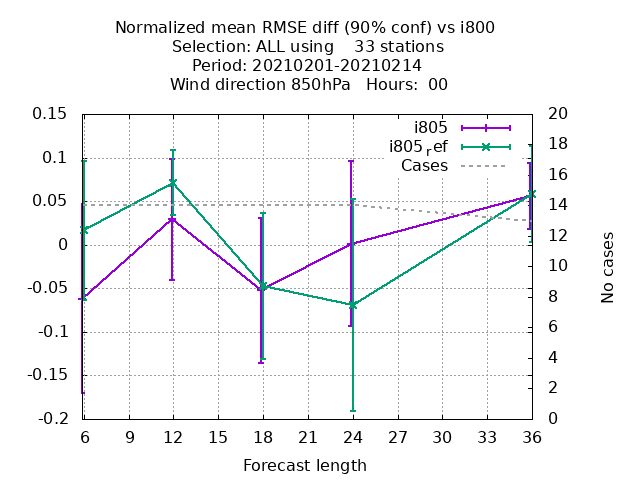 Normalized mean RMSE diff (90% conf) vs i800
Selection: ALL using    33 stations
Period: 20210201-20210214
Wind direction 850hPa   Hours:  00
0.15
0.1
0.05
0
-0.05
-0.1
-0.15
-0.2
20
18
16
14
12
10
8
6
4
2
0
i805
i805ref
Cases
No cases
6 9 12 15 18 21 24 27 30 33 36
Forecast length